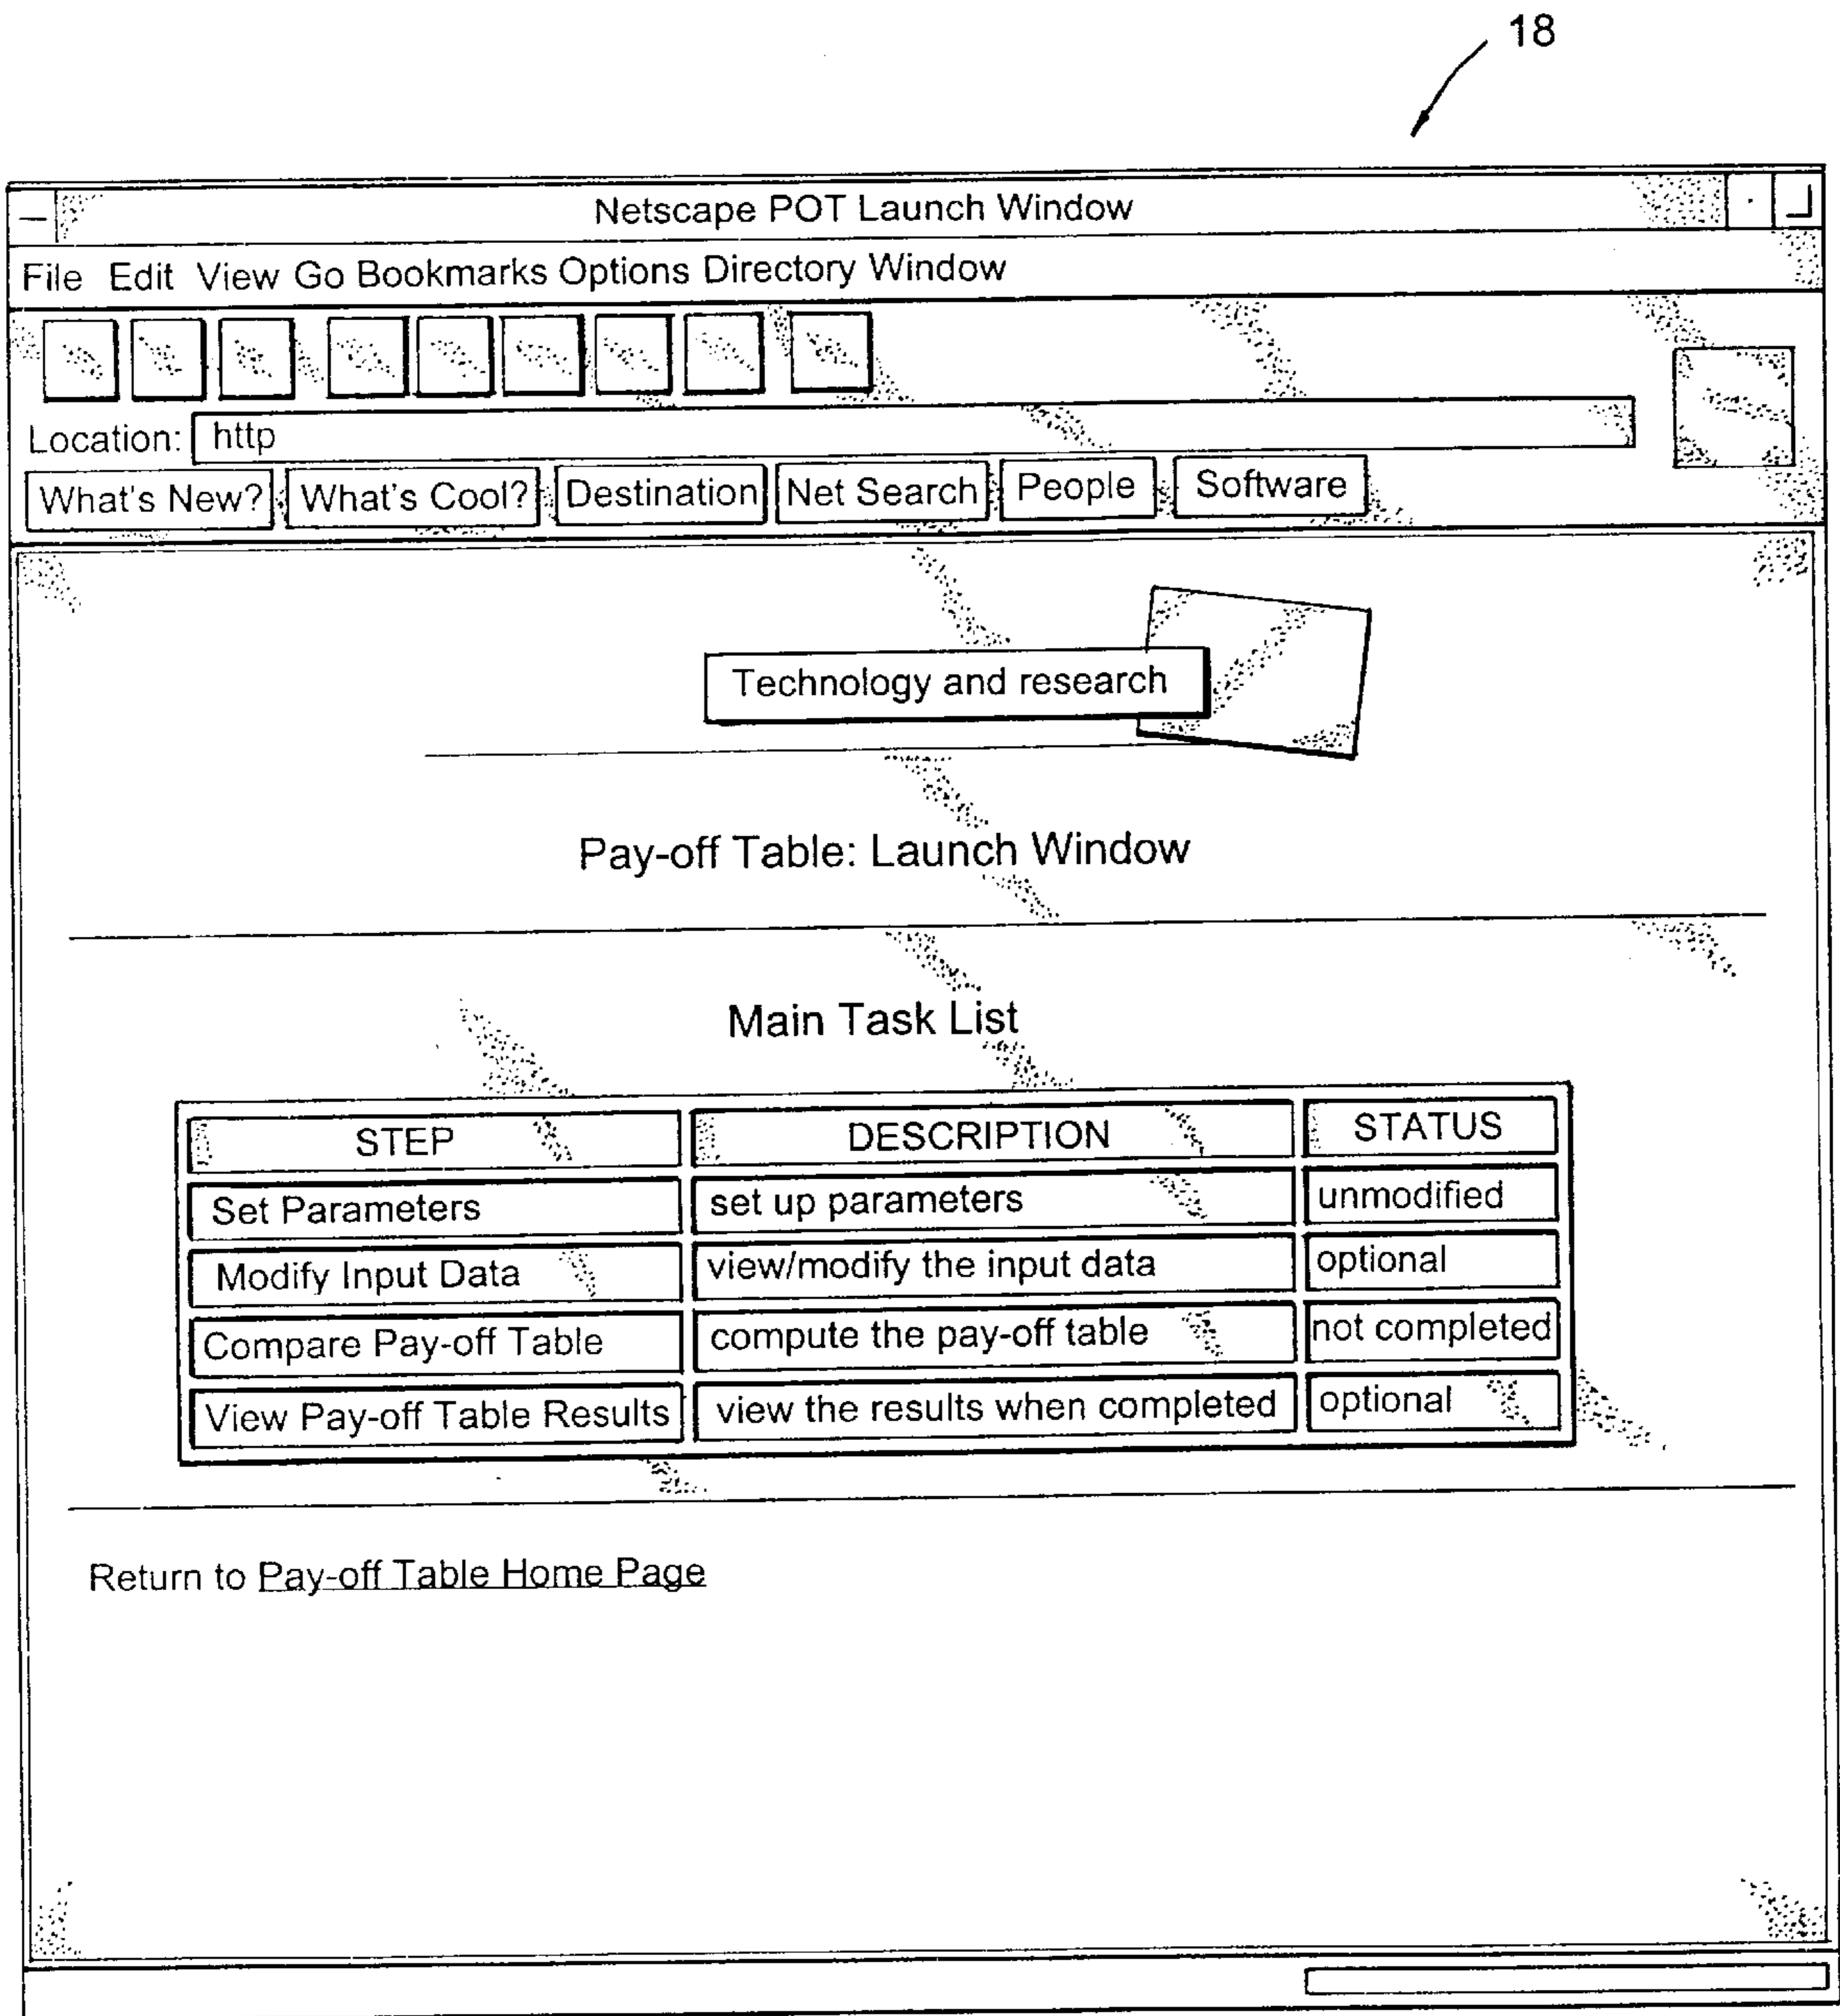 18
Netscape POT Launch Window
File Edit View Go Bookmarks Options Directory Window
Location: http
What's New? What's Cool? Destination Net Search People Software
Technology and research
Pay-off Table: Launch Window
Main Task List
STEP DESCRIPTION STATUS
Set Parameters set up parameters unmodified
Modify Input Data view/modify the input data optional
Compare Pay-off Table compute the pay-off table not completed
View Pay-off Table Results view the results when completed optional
Return to Pay-off Table Home Page